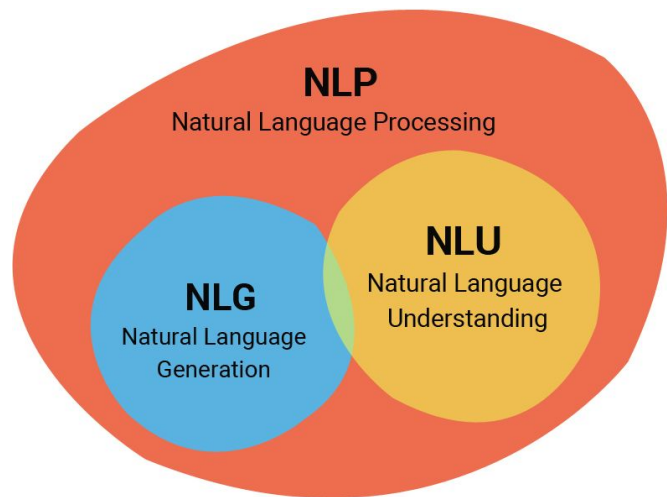 NLP
Natural Language Processing
NLU
Natural Language
Understanding
NLG
Natural Language
Generation